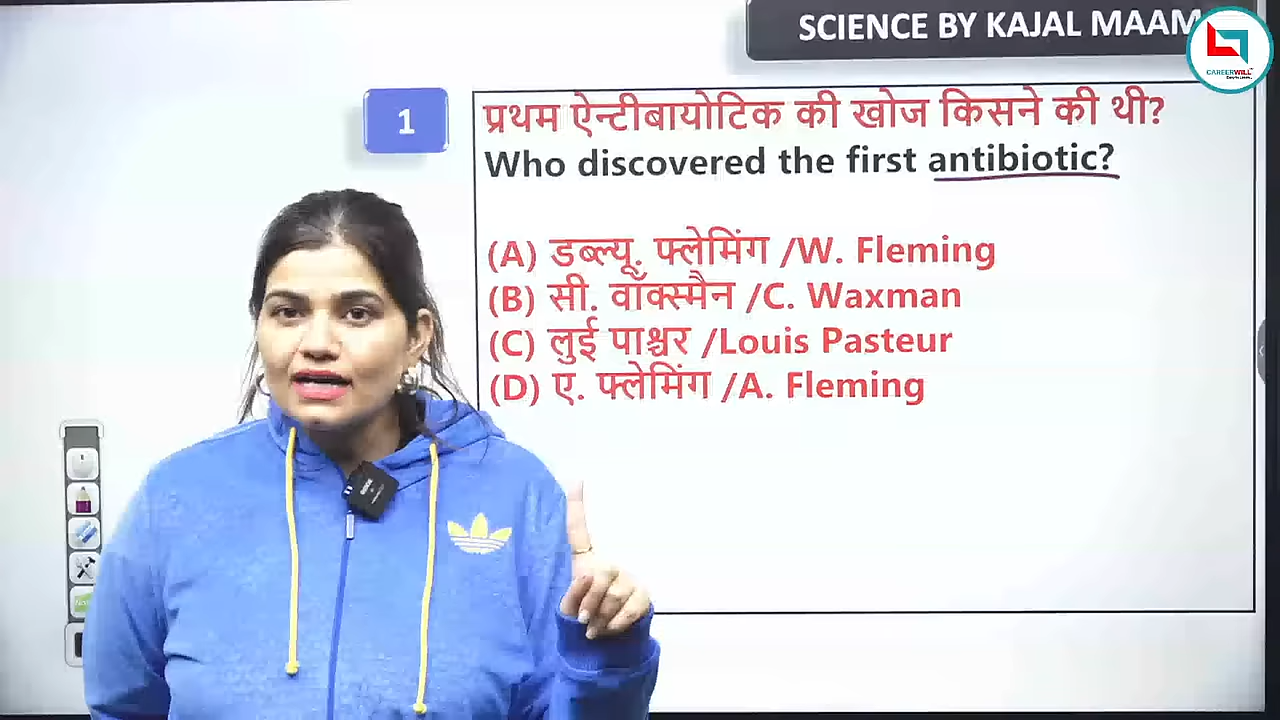 SCIENCE BY KAJAL MAAM
CAREERWILL
1
प्रथम ऐन्टीबायोटिक की खोज किसने की थी?
Who discovered the first antibiotic?
(A) डब्ल्यू. फ्लेमिंग /W. Fleming
(B) सी. वॉक्स्मैन /C. Waxman
(C) लुई पाश्चर /Louis Pasteur
(D) ए. फ्लेमिंग /A. Fleming